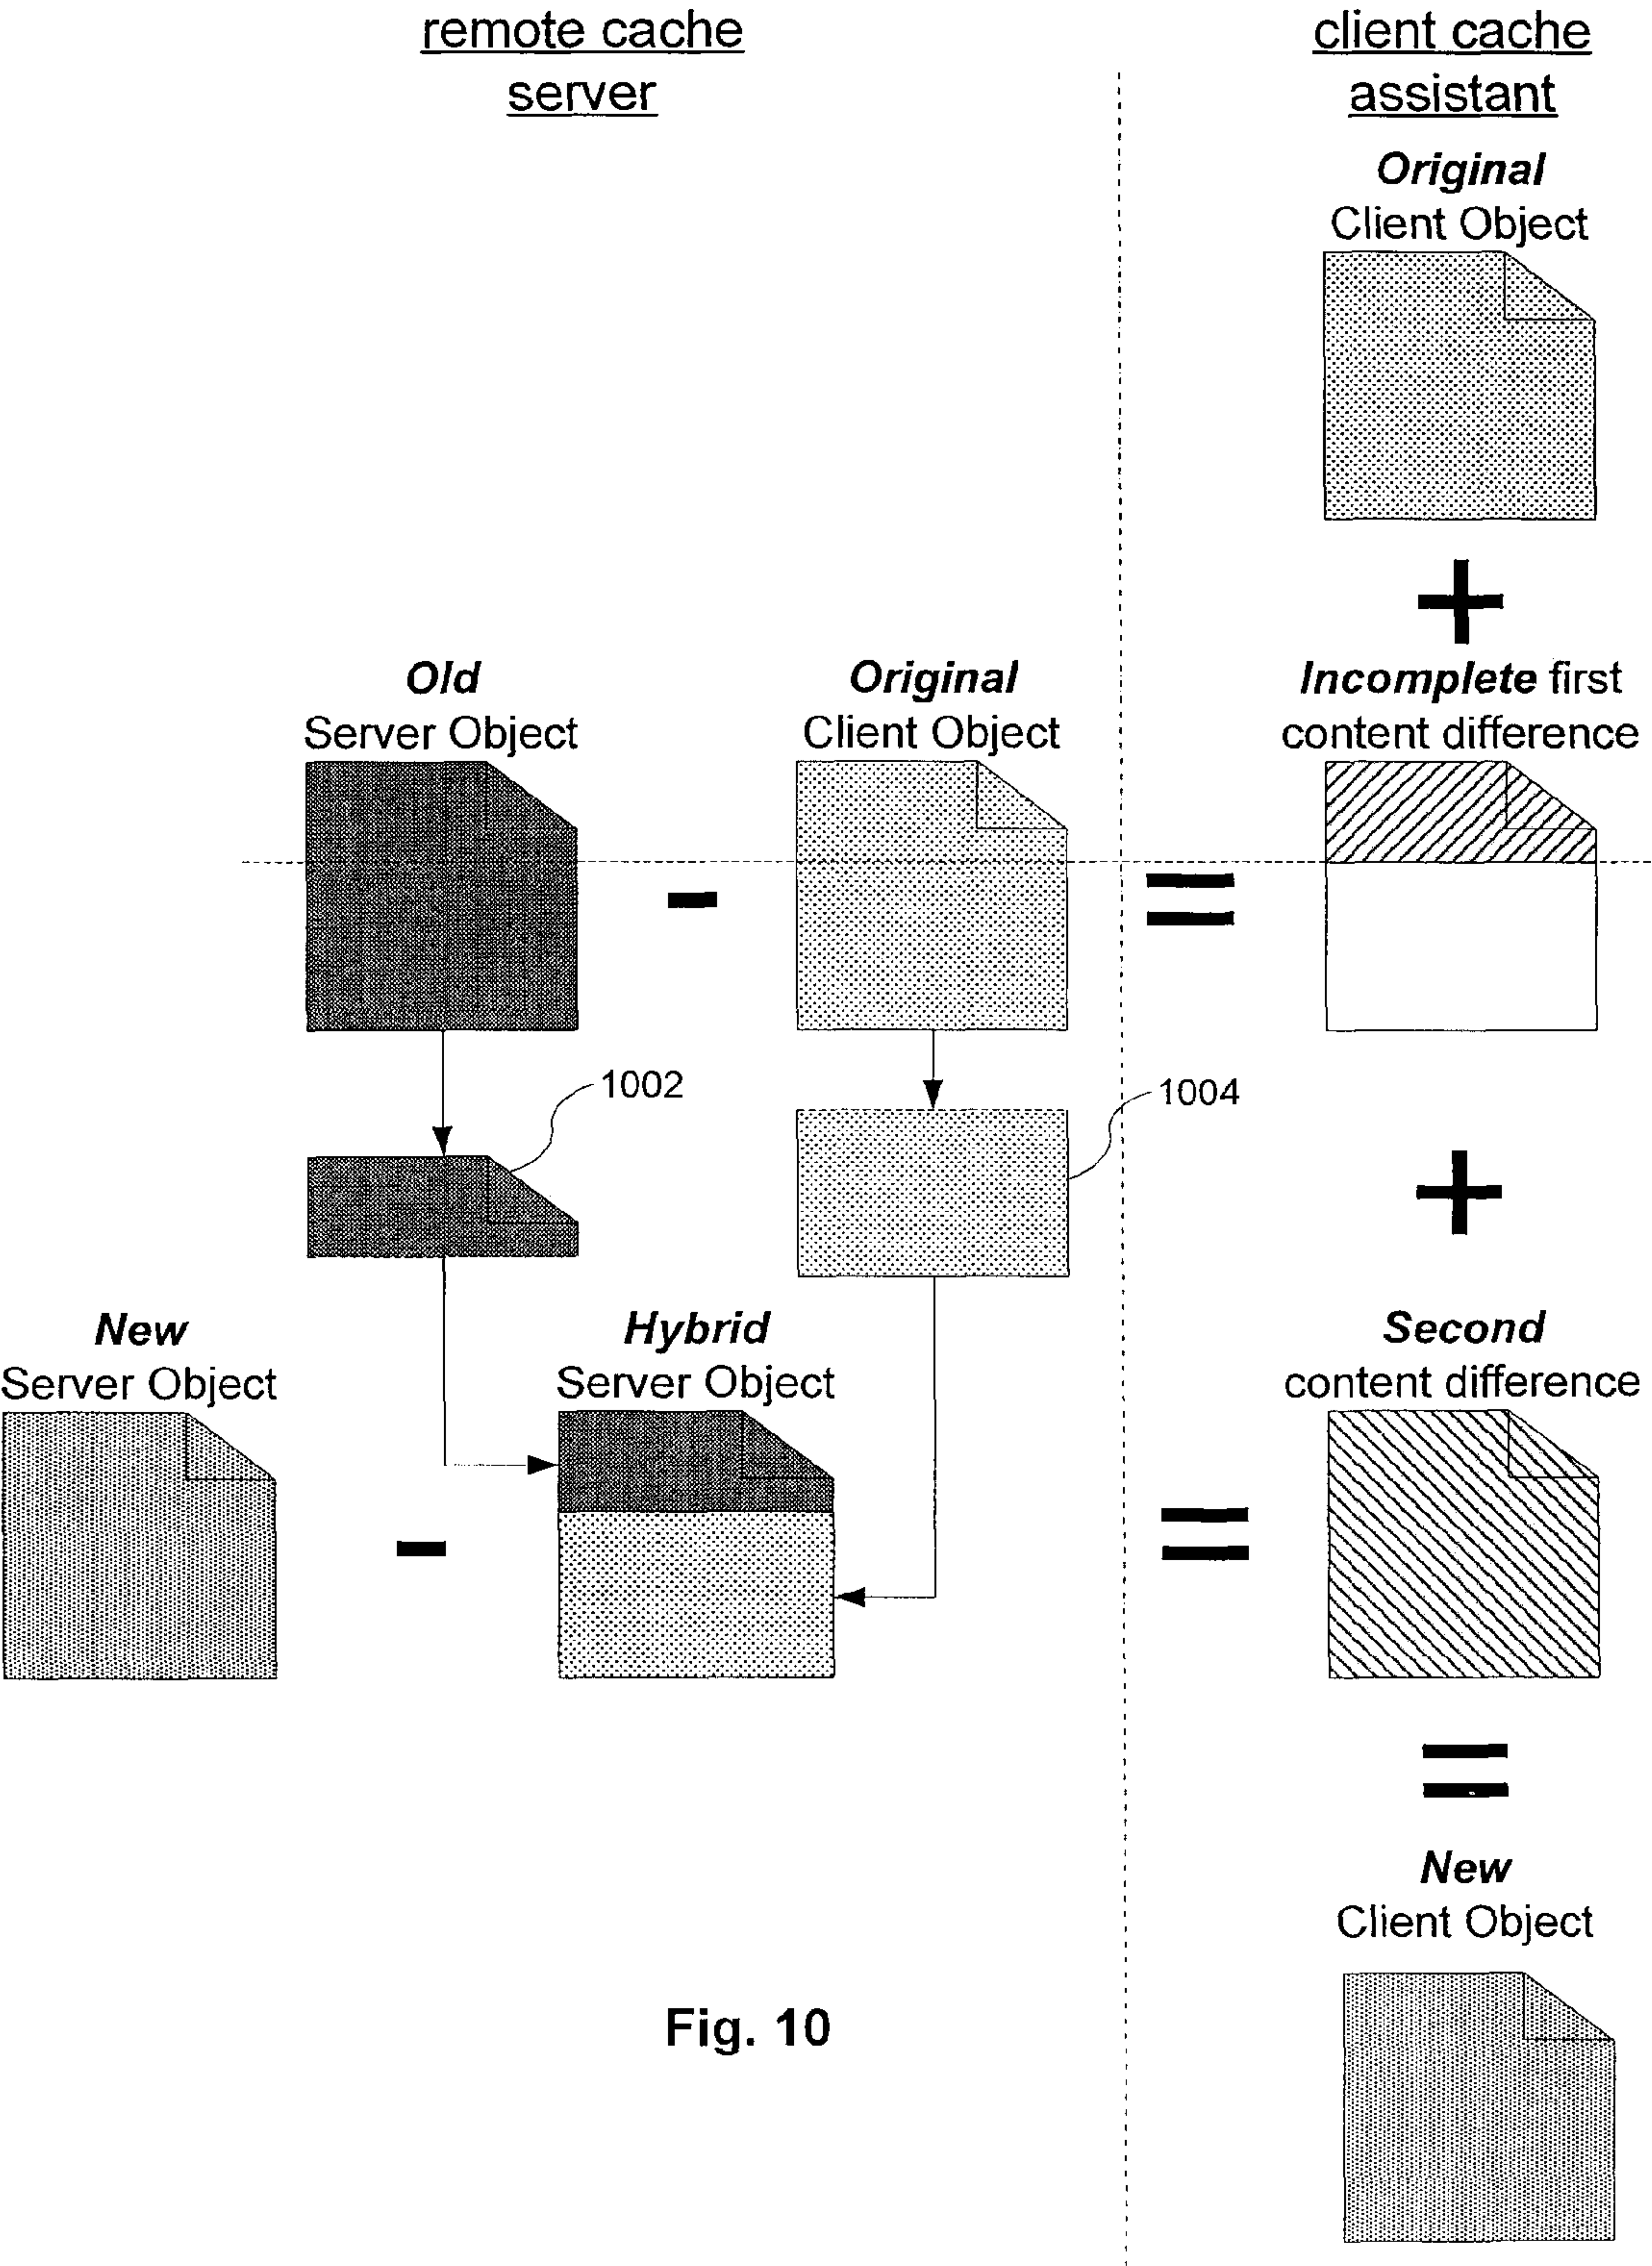 remote cache
server
client cache
assistant
Original
Client Object
+
Old
Server Object
Original
Client Object
Incomplete first
content difference
-
=
1002
1004
+
New
Server Object
Hybrid
Server Object
Second
content difference
-
=
=
New
Client Object
Fig. 10